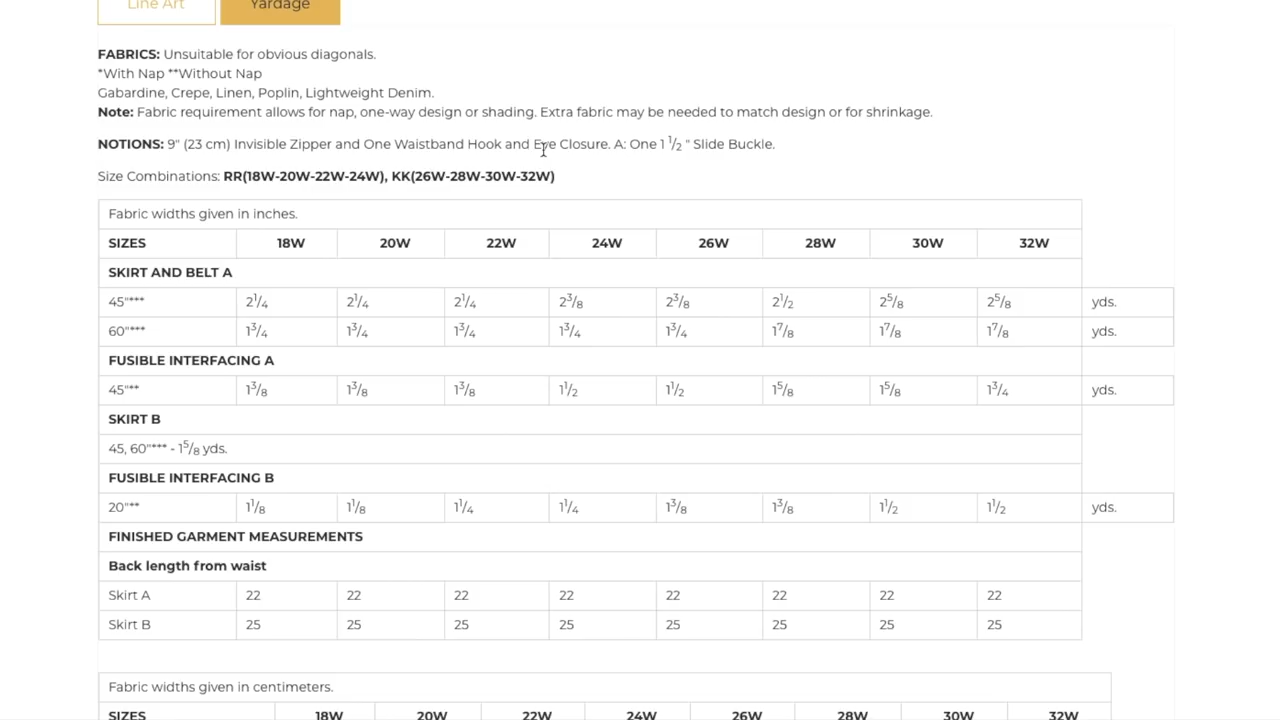 Line Art Yardage
FABRICS: Unsuitable for obvious diagonals.
*With Nap **Without Nap
Gabardine, Crepe, Linen, Poplin, Lightweight Denim.
Note: Fabric requirement allows for nap, one-way design or shading. Extra fabric may be needed to match design or for shrinkage.
NOTIONS: 9" (23 cm) Invisible Zipper and One Waistband Hook and Eye Closure. A: One 1 1/2 " Slide Buckle.
Size Combinations: RR(18W-20W-22W-24W), KK(26W-28W-30W-32W)
Fabric widths given in inches.
SIZES 18W 20W 22W 24W 26W 28W 30W 32W
SKIRT AND BELT A
45"*** 2 1/4 2 1/4 2 1/4 2 3/8 2 3/8 2 1/2 2 5/8 2 5/8 yds.
60"*** 1 3/4 1 3/4 1 3/4 1 3/4 1 3/4 1 7/8 1 7/8 1 7/8 yds.
FUSIBLE INTERFACING A
45"** 1 3/8 1 3/8 1 3/8 1 1/2 1 1/2 1 5/8 1 5/8 1 3/4 yds.
SKIRT B
45, 60"*** - 1 5/8 yds.
FUSIBLE INTERFACING B
20"** 1 1/8 1 1/8 1 1/4 1 1/4 1 3/8 1 3/8 1 1/2 1 1/2 yds.
FINISHED GARMENT MEASUREMENTS
Back length from waist
Skirt A 22 22 22 22 22 22 22 22
Skirt B 25 25 25 25 25 25 25 25
Fabric widths given in centimeters.
SIZES 18W 20W 22W 24W 26W 28W 30W 32W